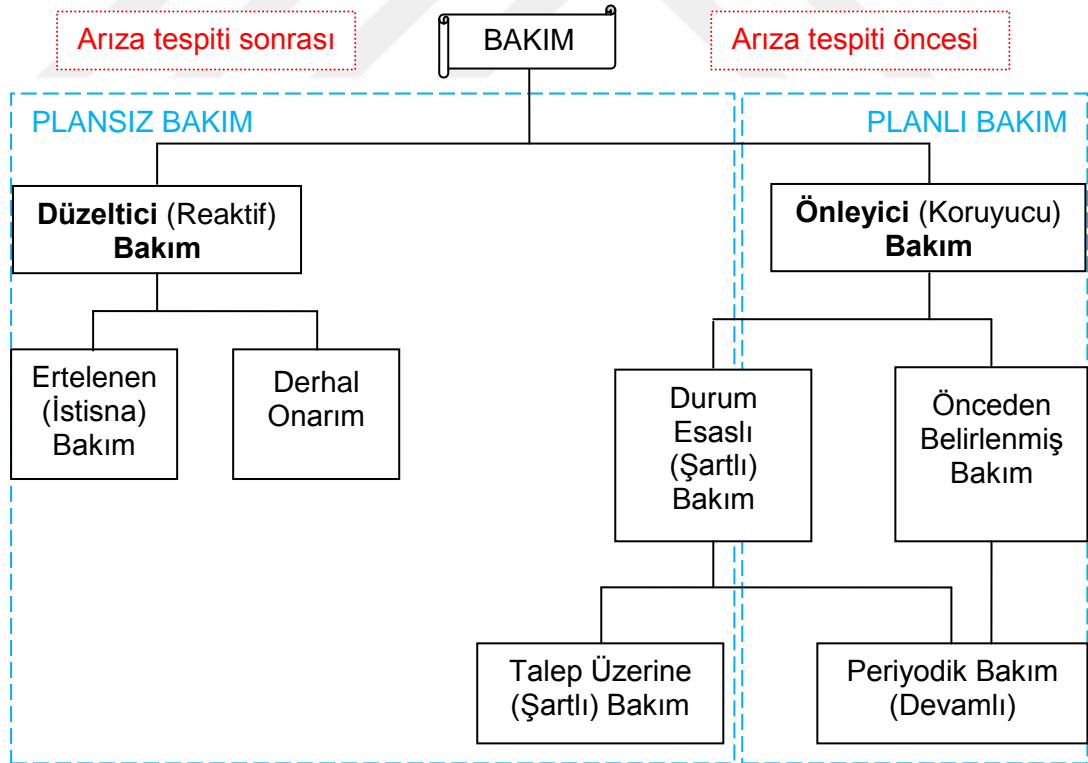 Arıza tespiti sonrası
BAKIM
Arıza tespiti öncesi
PLANSIZ BAKIM
PLANLI BAKIM
Düzeltici (Reaktif)
Bakım
Önleyici (Koruyucu)
Bakım
Ertelenen
(İstisna)
Bakım
Derhal
Onarım
Durum
Esaslı
(Şartlı)
Bakım
Önceden
Belirlenmiş
Bakım
Talep Üzerine
(Şartlı) Bakım
Periyodik Bakım
(Devamlı)